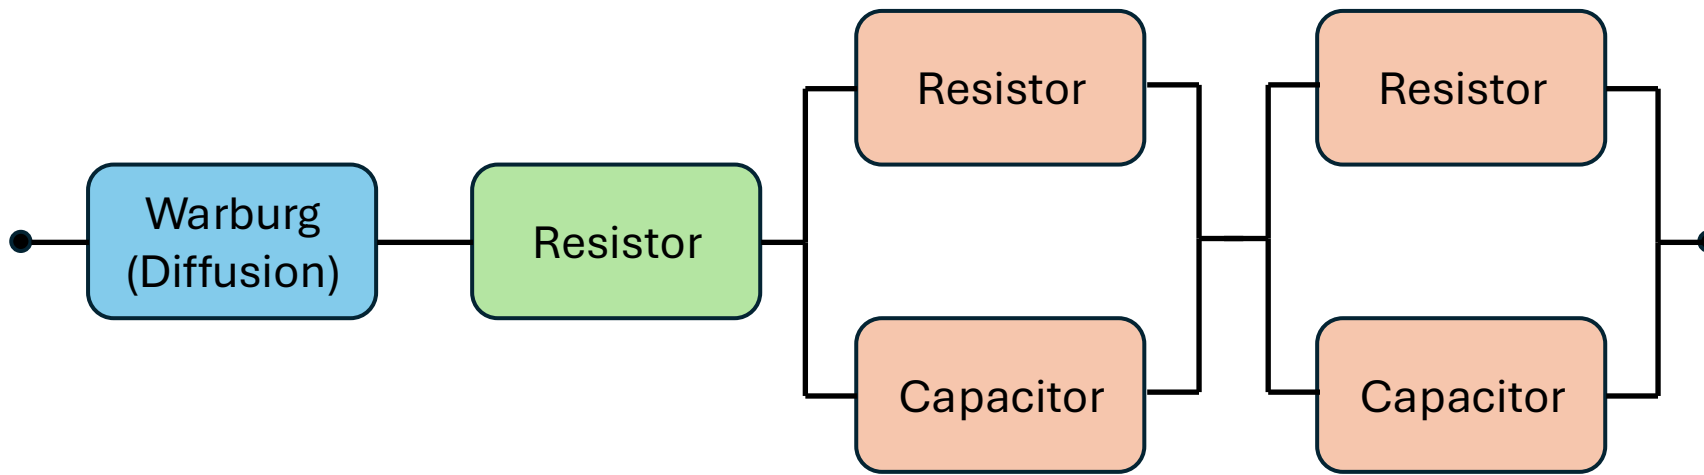 Warburg
(Diffusion)
Resistor
Resistor
Capacitor
Resistor
Capacitor